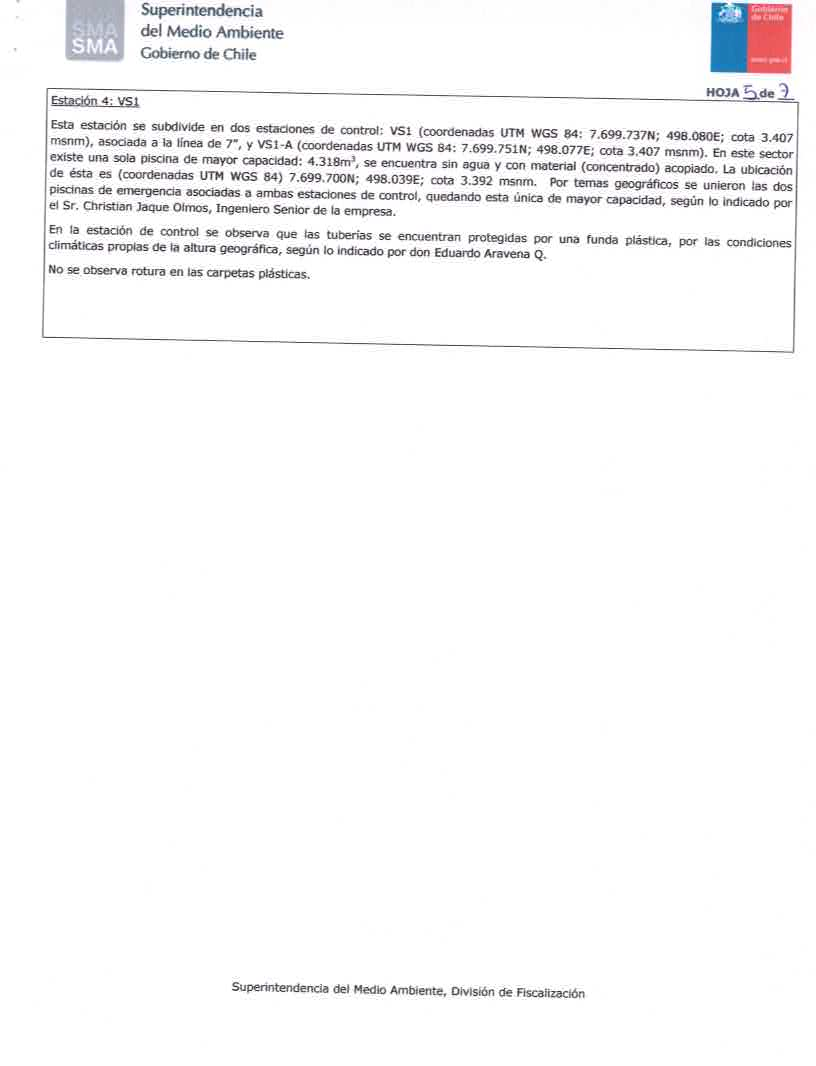 SMA
SMA
Superintendencia
del Medio Ambiente
Gobierno de Chile
Gobierno
de Chile
HOJA 5 de 7
Estación 4: VS1
Esta estación se subdivide en dos estaciones de control: VS1 (coordenadas UTM WGS 84: 7.699.737N; 498.080E; cota 3.407
msnm), asociada a la línea de 7”, y VS1-A (coordenadas UTM WGS 84: 7.699.751N; 498.077E; cota 3.407 msnm). En este sector
existe una sola piscina de mayor capacidad: 4.318m³, se encuentra sin agua y con material (concentrado) acopiado. La ubicación
de ésta es (coordenadas UTM WGS 84) 7.699.700N; 498.039E; cota 3.392 msnm. Por temas geográficos se unieron las dos
piscinas de emergencia asociadas a ambas estaciones de control, quedando esta única de mayor capacidad, según lo indicado por
el Sr. Christian Jaque Olmos, Ingeniero Senior de la empresa.
En la estación de control se observa que las tuberías se encuentran protegidas por una funda plástica, por las condiciones
climáticas propias de la altura geográfica, según lo indicado por don Eduardo Aravena Q.
No se observa rotura en las carpetas plásticas.
Superintendencia del Medio Ambiente, División de Fiscalización